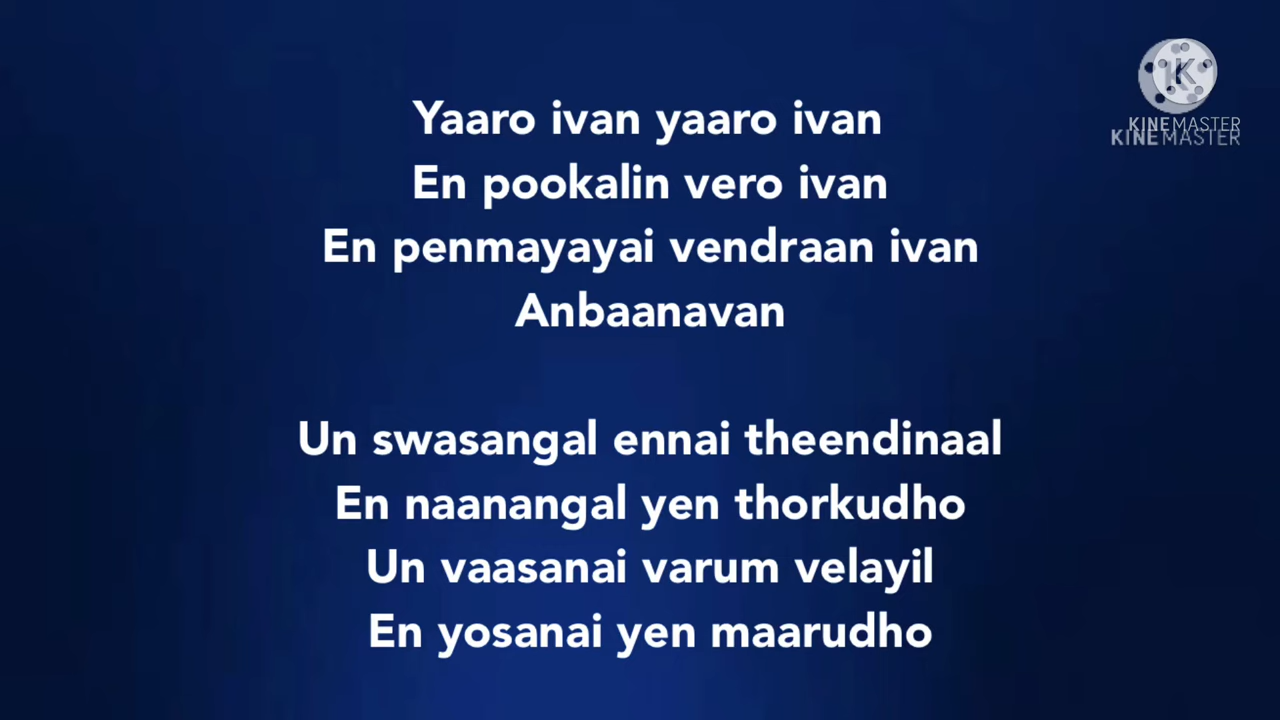 Yaaro ivan yaaro ivan
En pookalin vero ivan
En penmayayai vendraan ivan
Anbaanavan
Un swasangal ennai theendinaal
En naanangal yen thorkudho
Un vaasanai varum velayil
En yosanai yen maarudho
K
KINEMASTER
KINEMASTER